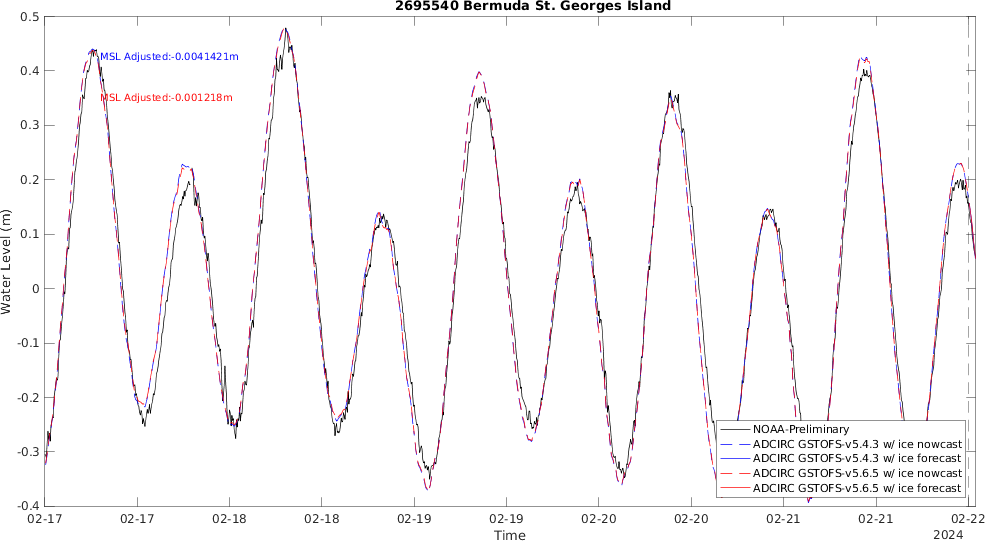 2695540 Bermuda St. Georges Island
0.5
0.4
0.3
0.2
0.1
0
-0.1
-0.2
-0.3
-0.4
Water Level (m)
MSL Adjusted:-0.0041421m
MSL Adjusted:-0.001218m
NOAA-Preliminary
ADCIRC GSTOFS-v5.4.3 w/ ice nowcast
ADCIRC GSTOFS-v5.4.3 w/ ice forecast
ADCIRC GSTOFS-v5.6.5 w/ ice nowcast
ADCIRC GSTOFS-v5.6.5 w/ ice forecast
02-17 02-17 02-18 02-18 02-19 02-19 02-20 02-20 02-21 02-21 02-22
Time
2024